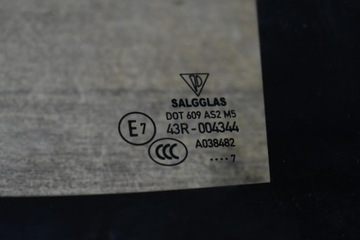 SALGGLAS
DOT 609 AS2 M5
E7 43R-004344
CCC A038482
....7